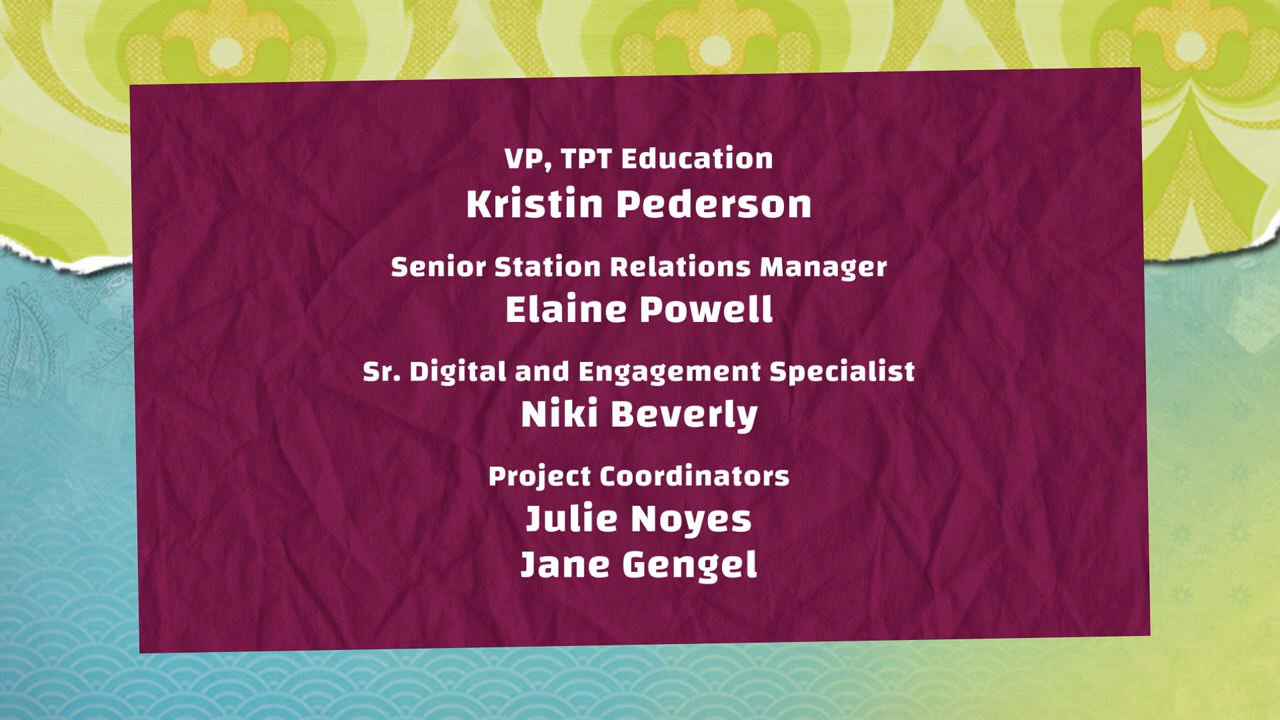 VP, TPT Education
Kristin Pederson
Senior Station Relations Manager
Elaine Powell
Sr. Digital and Engagement Specialist
Niki Beverly
Project Coordinators
Julie Noyes
Jane Gengel